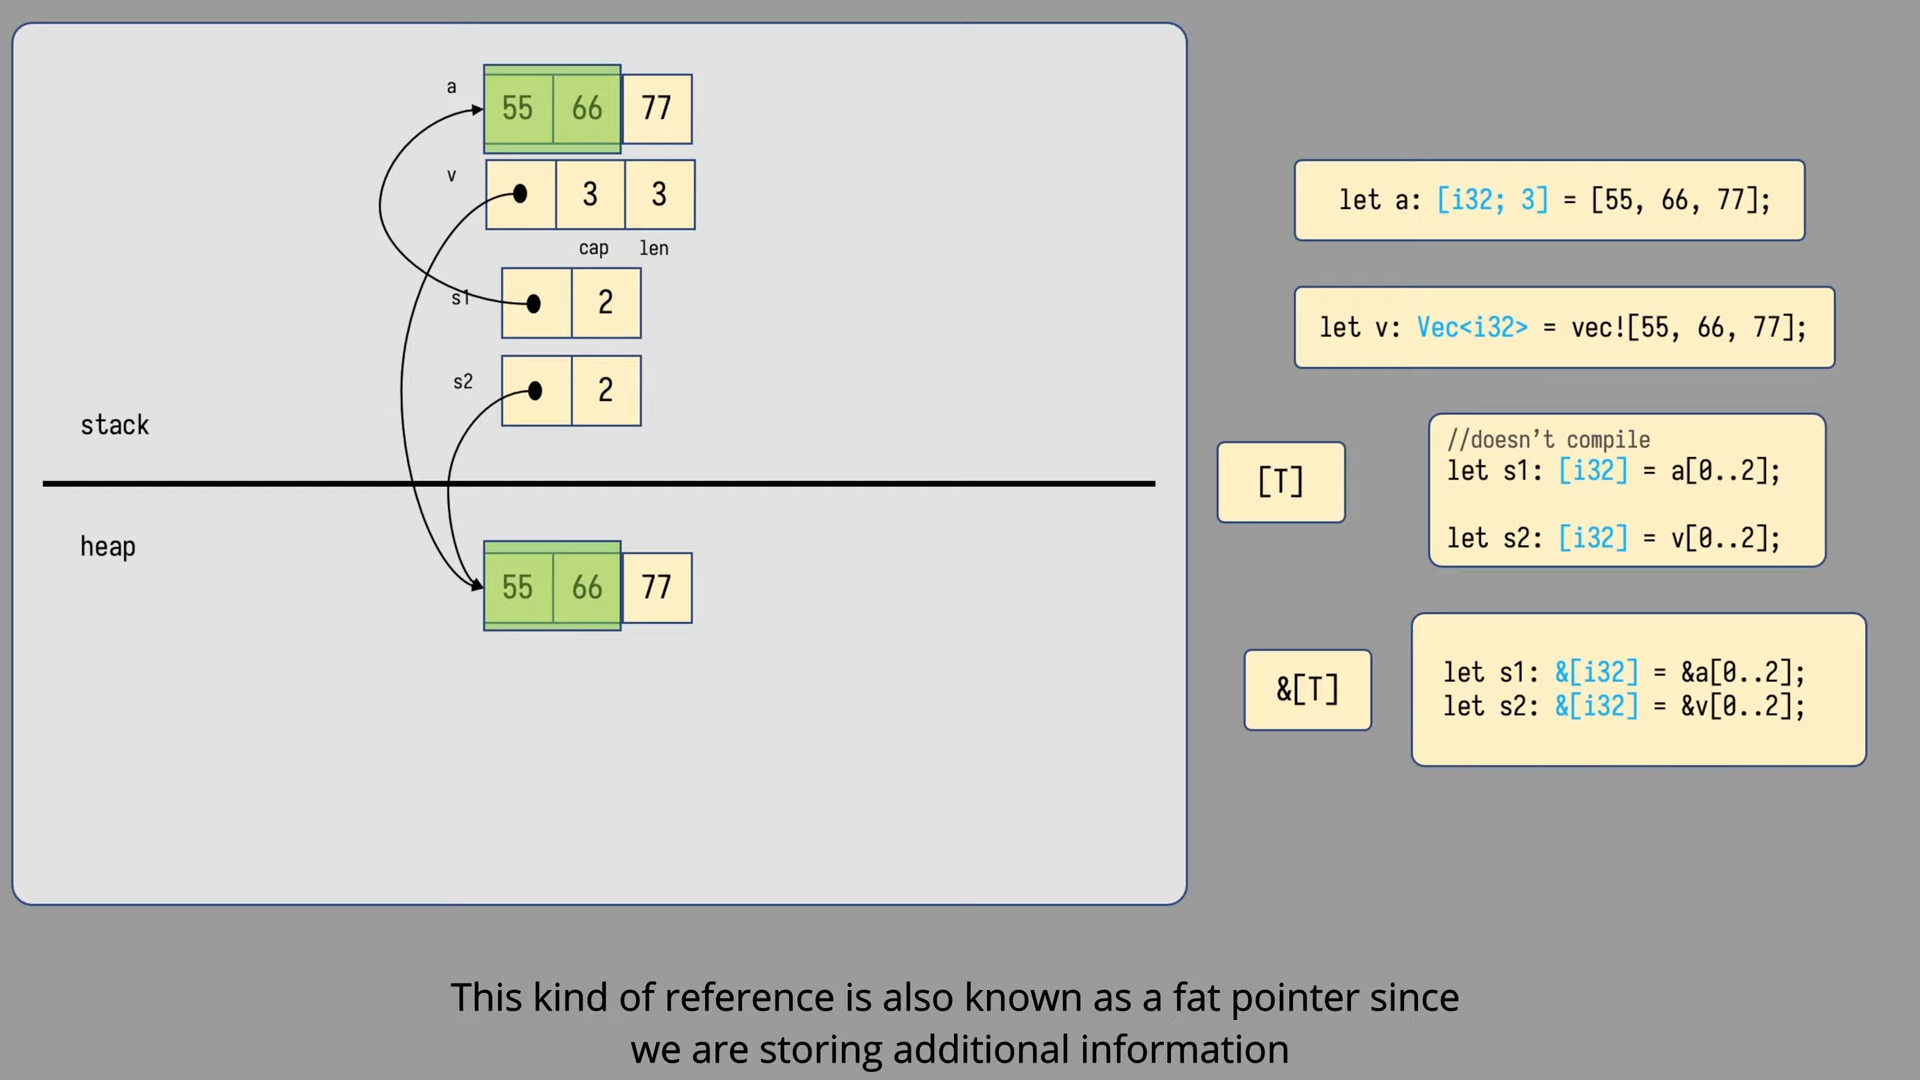 a
55 66 77
v
3 3
cap len
s1
2
s2
2
stack
heap
55 66 77
let a: [i32; 3] = [55, 66, 77];
let v: Vec<i32> = vec![55, 66, 77];
[T]
//doesn’t compile
let s1: [i32] = a[0..2];
let s2: [i32] = v[0..2];
&[T]
let s1: &[i32] = &a[0..2];
let s2: &[i32] = &v[0..2];
This kind of reference is also known as a fat pointer since
we are storing additional information